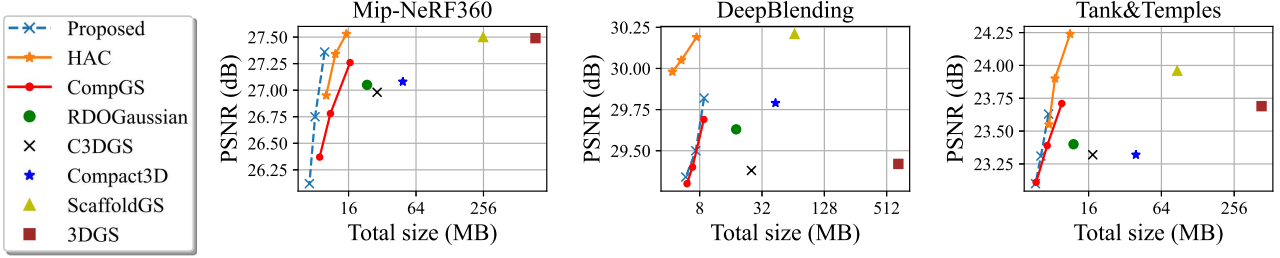 Proposed
HAC
CompGS
RDOGaussian
C3DGS
Compact3D
ScaffoldGS
3DGS
Mip-NeRF360
PSNR (dB)
27.50
27.25
27.00
26.75
26.50
26.25
16 64 256
Total size (MB)
DeepBlending
PSNR (dB)
30.25
30.00
29.75
29.50
8 32 128 512
Total size (MB)
Tank&Temples
PSNR (dB)
24.25
24.00
23.75
23.50
23.25
16 64 256
Total size (MB)